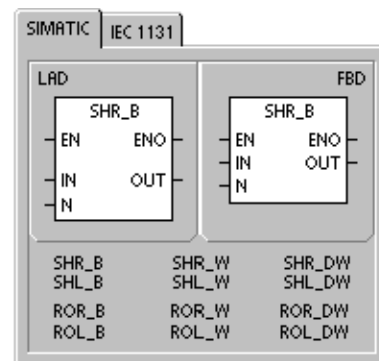 SIMATIC IEC 1131
LAD FBD
SHR_B SHR_B
EN ENO EN ENO
IN OUT IN OUT
N N
SHR_B SHR_W SHR_DW
SHL_B SHL_W SHL_DW
ROR_B ROR_W ROR_DW
ROL_B ROL_W ROL_DW